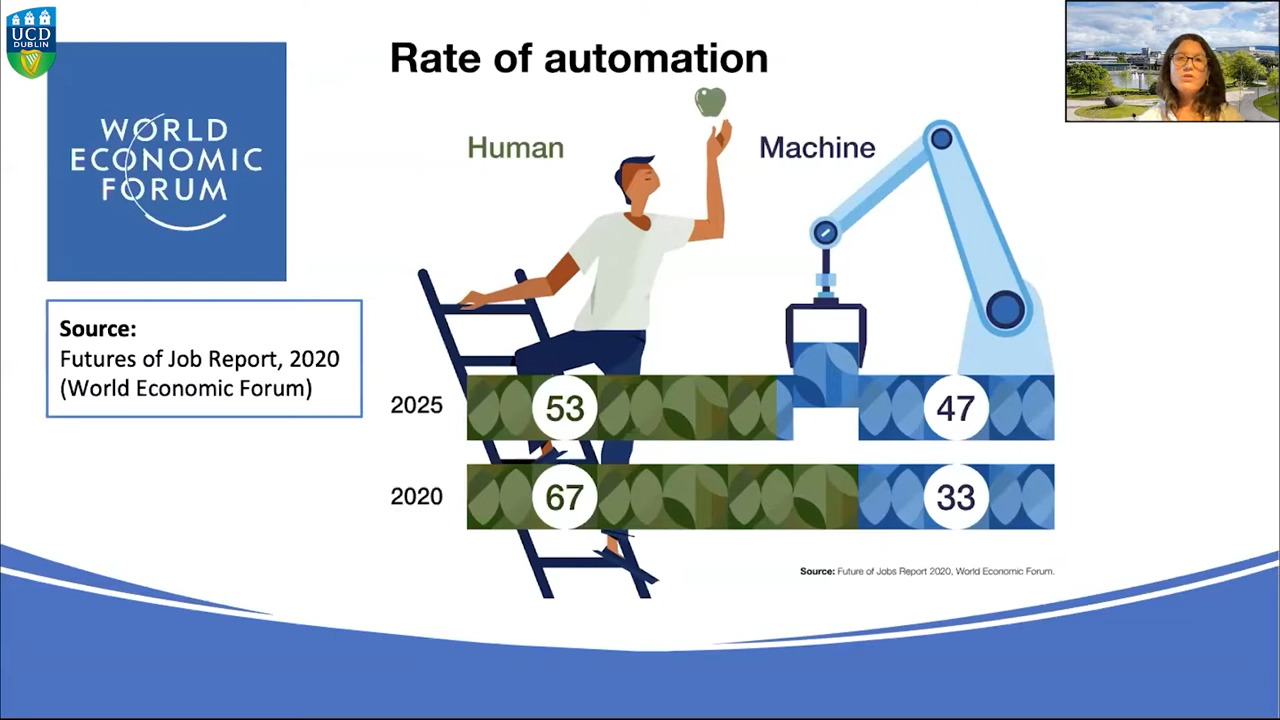 UCD
DUBLIN
WORLD
ECONOMIC
FORUM
Source:
Futures of Job Report, 2020
(World Economic Forum)
Rate of automation
Human
Machine
2025
53
47
2020
67
33
Source: Future of Jobs Report 2020, World Economic Forum.